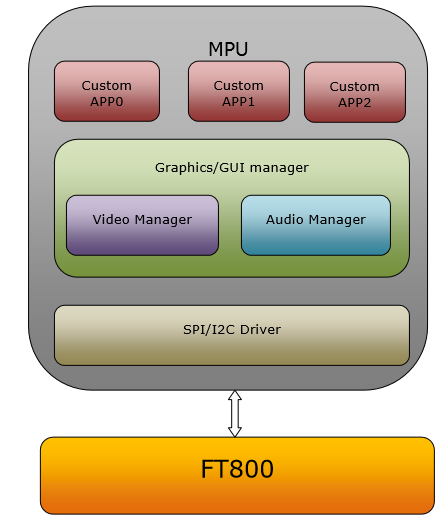 MPU
Custom
APP0
Custom
APP1
Custom
APP2
Graphics/GUI manager
Video Manager
Audio Manager
SPI/I2C Driver
FT800